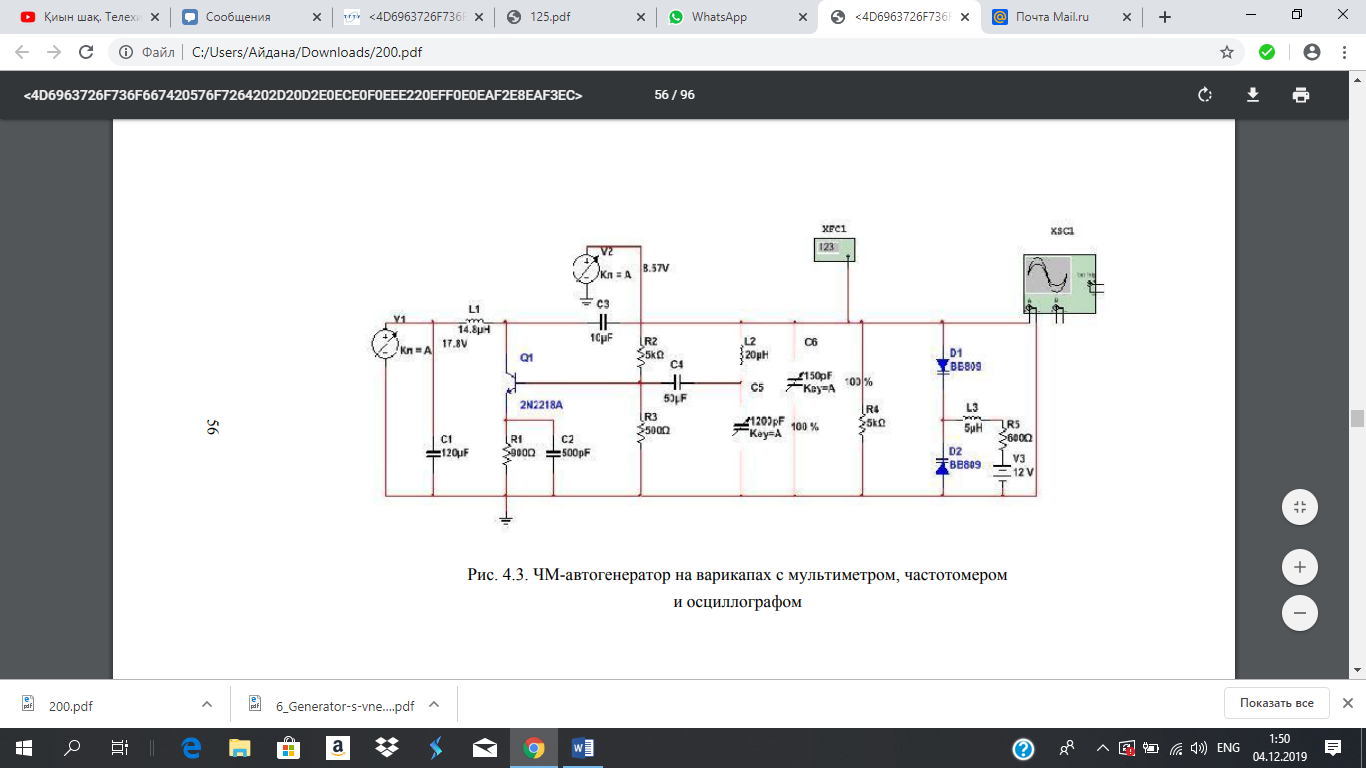 Қиын шақ. Телехи
Сообщения
<4D6963726F736F
125.pdf
WhatsApp
<4D6963726F736F
Почта Mail.ru
Файл
C:/Users/Айдана/Downloads/200.pdf
<4D6963726F736F667420576F7264202D20D2E0ECE0F0EEE220EFF0E0EAF2E8EAF3EC>
56 / 96
XFC1
123
XSC1
V2
Кп = A
8.57V
C3
10μF
L1
14.8μH
V1
Кп = A
17.8V
R2
5kΩ
L2
20μH
C6
150pF
Key=A
100 %
Q1
2N2218A
C4
50μF
C5
1200pF
Key=A
100 %
D1
BB809
R4
5kΩ
L3
5μH
R5
600Ω
R3
500Ω
C1
120μF
R1
900Ω
C2
500pF
D2
BB809
V3
12 V
56
Рис. 4.3. ЧМ-автогенератор на варикапах с мультиметром, частотомером
и осциллографом
200.pdf
6_Generator-s-vne....pdf
Показать все
ENG
1:50
04.12.2019